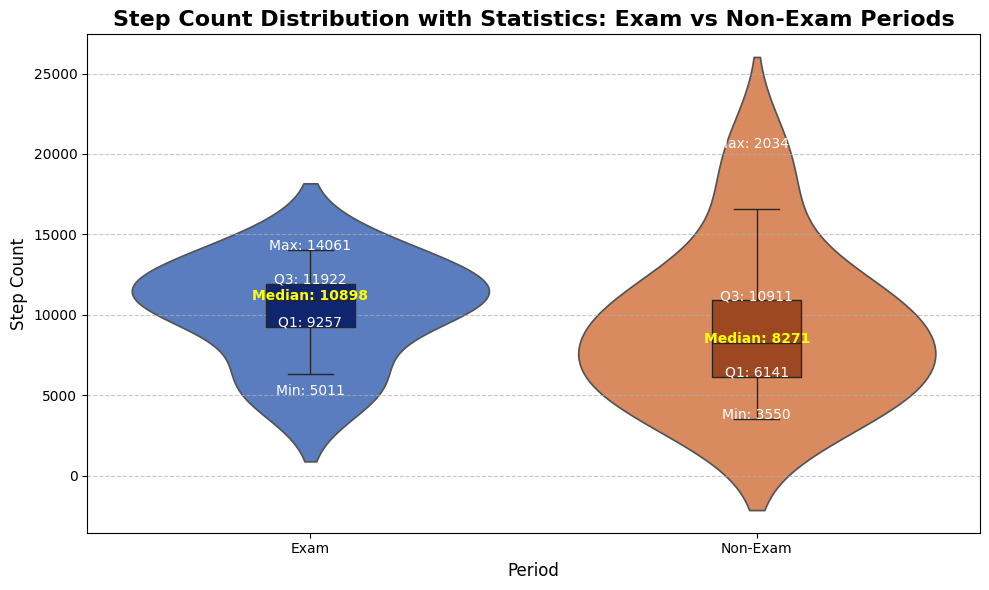 Step Count Distribution with Statistics: Exam vs Non-Exam Periods
Step Count
25000
20000
15000
10000
5000
0
Max: 14061
Q3: 11922
Median: 10898
Q1: 9257
Min: 5011
Q3: 10911
Median: 8271
Q1: 6141
Min: 3550
Exam
Non-Exam
Period